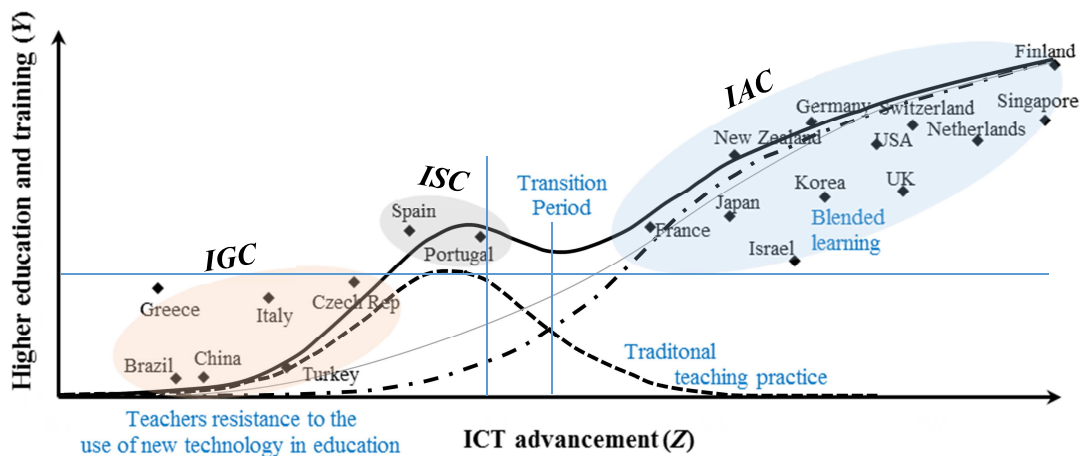 Higher education and training (Y)
Finland
IAC
Singapore
Germany
Switzerland
New Zealand
USA
Netherlands
ISC
Transition
Period
Korea
UK
Spain
Japan
Blended
learning
France
Portugal
Israel
IGC
Greece
Italy
Czech Rep
Brazil
China
Turkey
Traditonal
teaching practice
Teachers resistance to the
use of new technology in education
ICT advancement (Z)